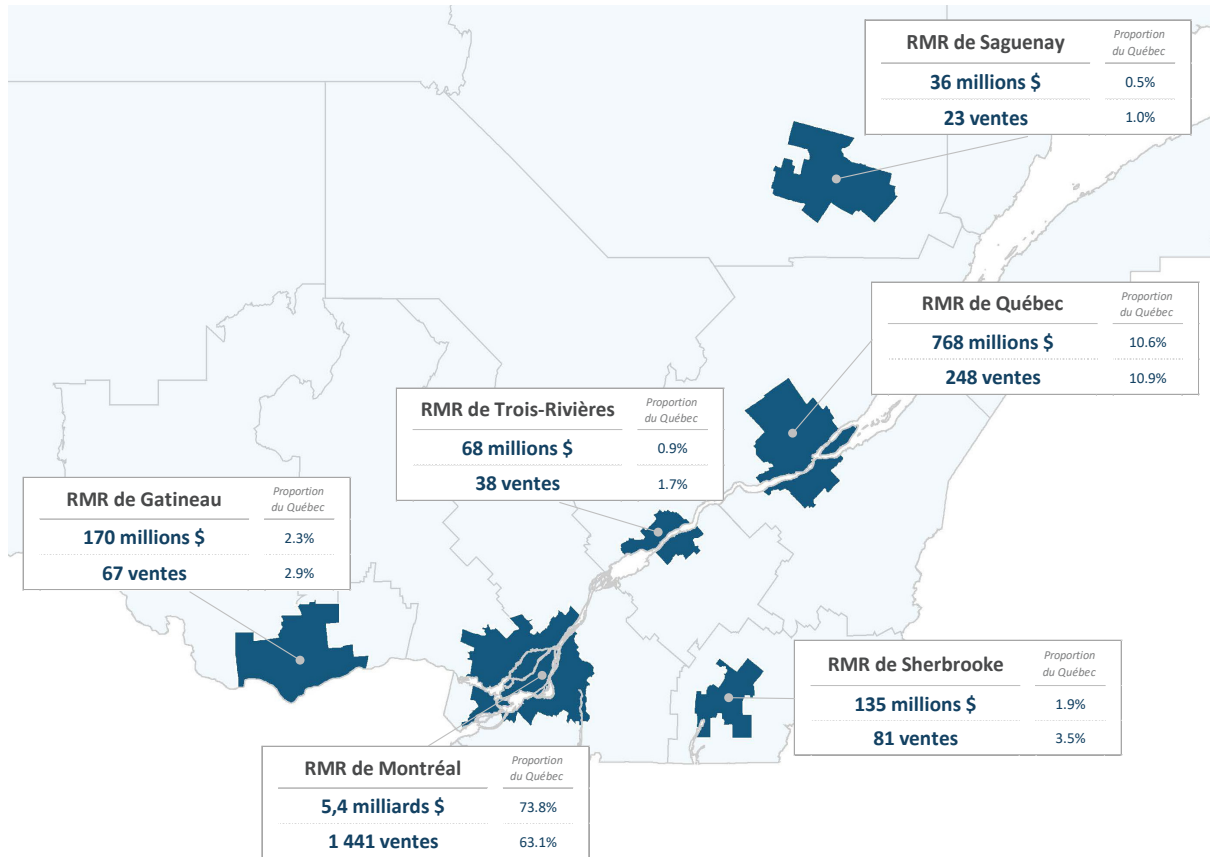 RMR de Saguenay
Proportion
du Québec
36 millions $
0.5%
23 ventes
1.0%
RMR de Québec
Proportion
du Québec
768 millions $
10.6%
248 ventes
10.9%
RMR de Trois-Rivières
Proportion
du Québec
68 millions $
0.9%
38 ventes
1.7%
RMR de Gatineau
Proportion
du Québec
170 millions $
2.3%
67 ventes
2.9%
RMR de Sherbrooke
Proportion
du Québec
135 millions $
1.9%
81 ventes
3.5%
RMR de Montréal
Proportion
du Québec
5,4 milliards $
73.8%
1 441 ventes
63.1%